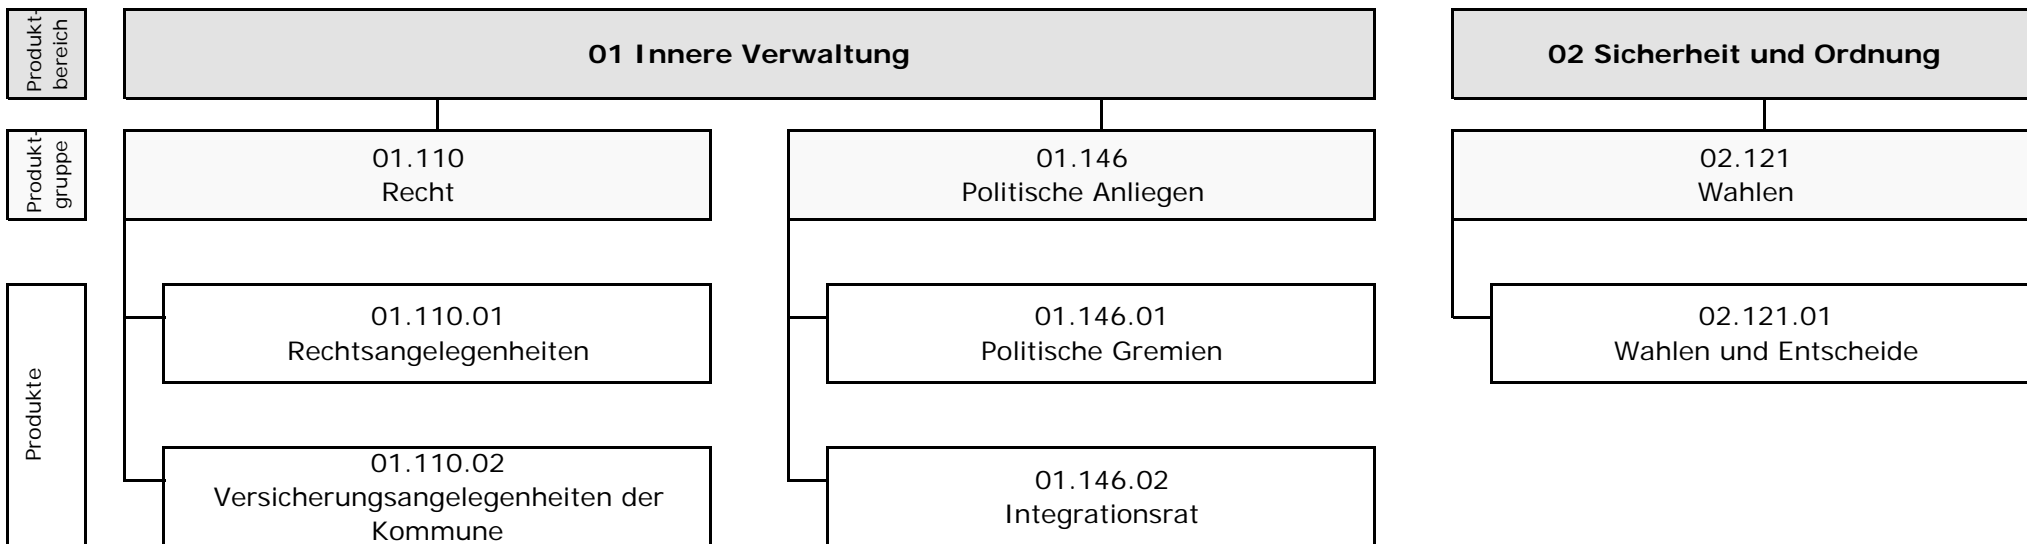 Produkt-
bereich
01 Innere Verwaltung
02 Sicherheit und Ordnung
Produkt-
gruppe
01.110
Recht
01.146
Politische Anliegen
02.121
Wahlen
Produkte
01.110.01
Rechtsangelegenheiten
01.146.01
Politische Gremien
02.121.01
Wahlen und Entscheide
01.110.02
Versicherungsangelegenheiten der
Kommune
01.146.02
Integrationsrat